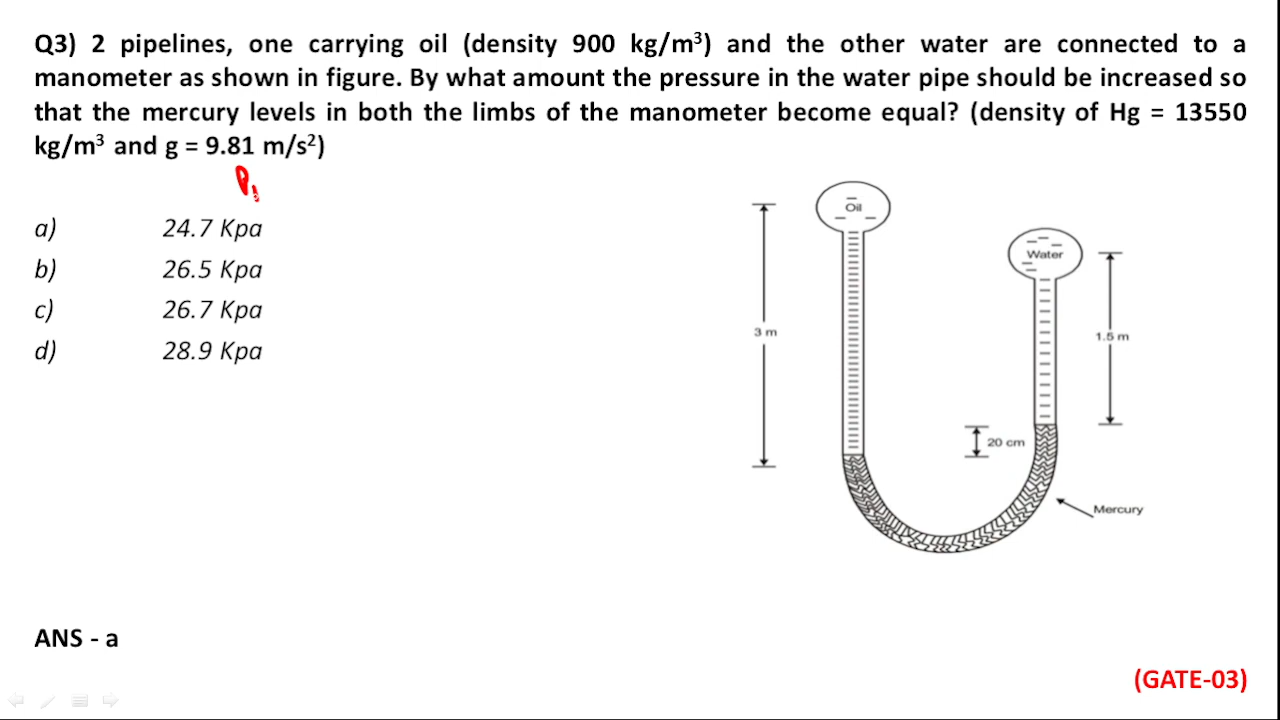 Q3) 2 pipelines, one carrying oil (density 900 kg/m³) and the other water are connected to a
manometer as shown in figure. By what amount the pressure in the water pipe should be increased so
that the mercury levels in both the limbs of the manometer become equal? (density of Hg = 13550
kg/m³ and g = 9.81 m/s²)
P₁
a) 24.7 Kpa
b) 26.5 Kpa
c) 26.7 Kpa
d) 28.9 Kpa
Oil
Water
3 m
1.5 m
20 cm
Mercury
ANS - a
(GATE-03)